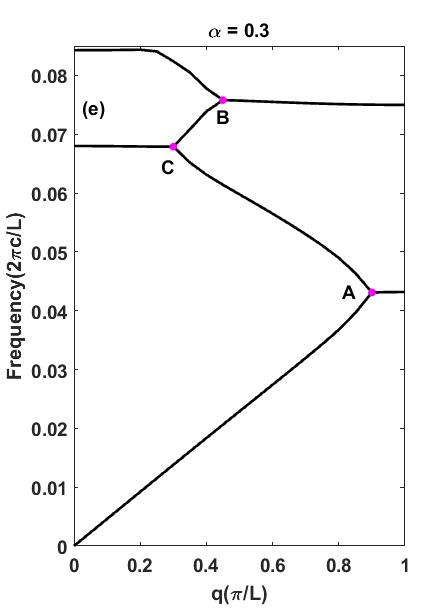 α = 0.3
0.08
(e)
B
0.07
C
0.06
0.05
A
0.04
0.03
0.02
0.01
0
0 0.2 0.4 0.6 0.8 1
q(π/L)
Frequency(2πc/L)